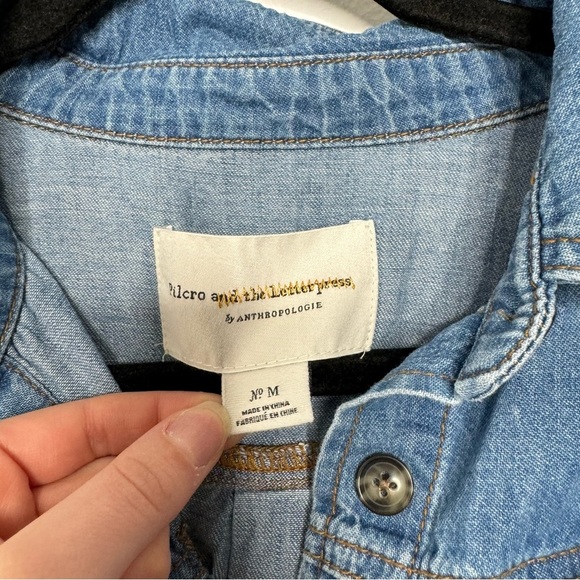 Pilcro and the Letterpress
by ANTHROPOLOGIE
Nº M
MADE IN CHINA
FABRIQUÉ EN CHINE